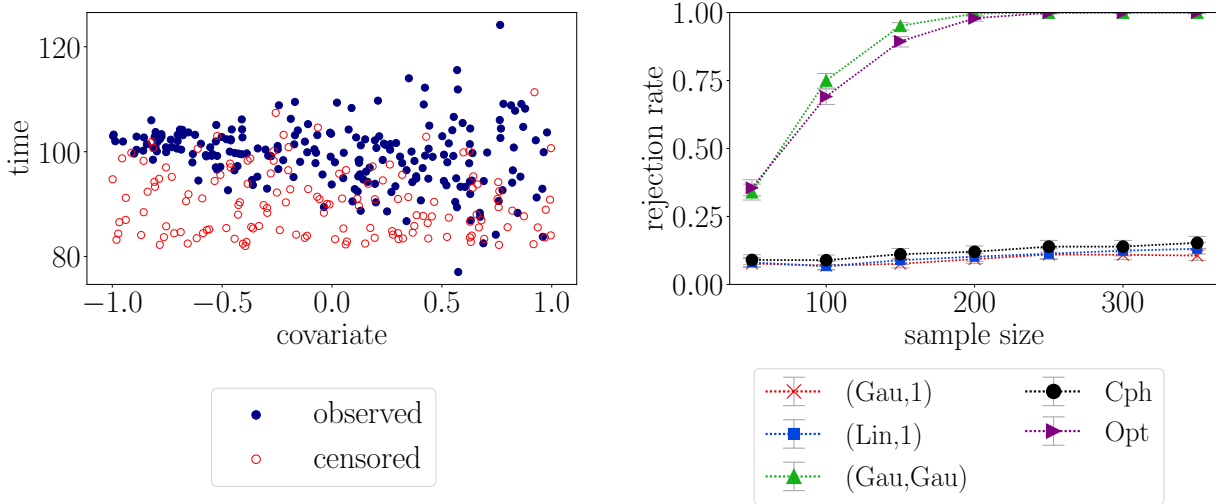 120
100
80
time
−1.0
−0.5
0.0
0.5
1.0
covariate
observed
censored
1.00
0.75
0.50
0.25
0.00
rejection rate
100
200
300
sample size
(Gau,1)
(Lin,1)
(Gau,Gau)
Cph
Opt